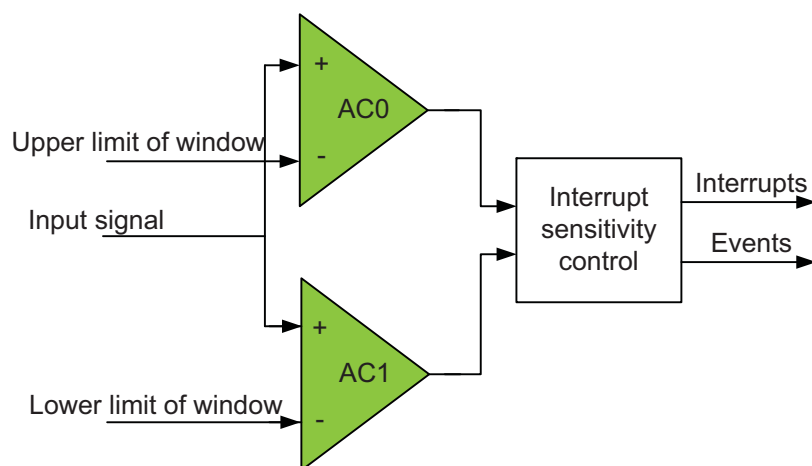 +
AC0
Upper limit of window
-
Input signal
Interrupt
sensitivity
control
Interrupts
Events
+
AC1
Lower limit of window
-